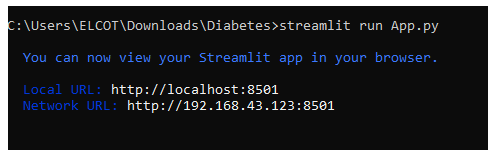 C:\Users\ELCOT\Downloads\Diabetes>streamlit run App.py
You can now view your Streamlit app in your browser.
Local URL: http://localhost:8501
Network URL: http://192.168.43.123:8501